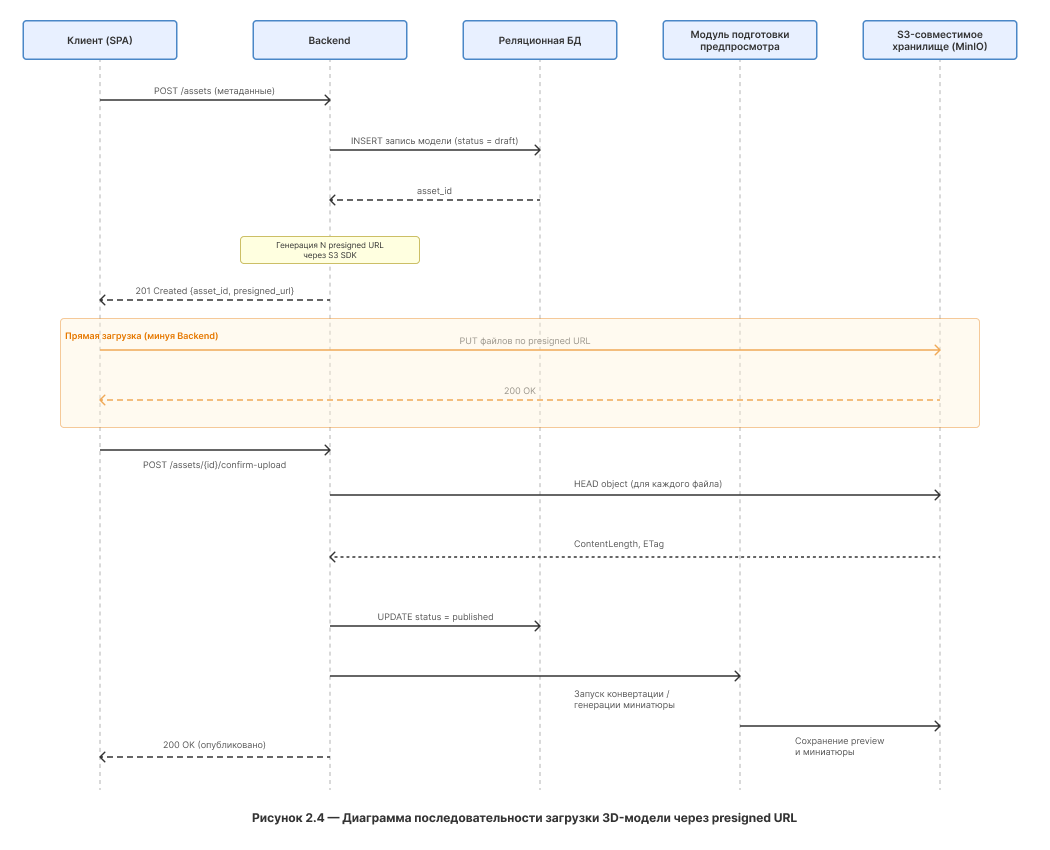 Клиент (SPA)
Backend
Реляционная БД
Модуль подготовки
предпросмотра
S3-совместимое
хранилище (MinIO)
POST /assets (метаданные)
INSERT запись модели (status = draft)
asset_id
Генерация N presigned URL
через S3 SDK
201 Created {asset_id, presigned_url}
Прямая загрузка (минуя Backend)
PUT файлов по presigned URL
200 OK
POST /assets/{id}/confirm-upload
HEAD object (для каждого файла)
ContentLength, ETag
UPDATE status = published
Запуск конвертации /
генерации миниатюры
Сохранение preview
и миниатюры
200 OK (опубликовано)
Рисунок 2.4 — Диаграмма последовательности загрузки 3D-модели через presigned URL